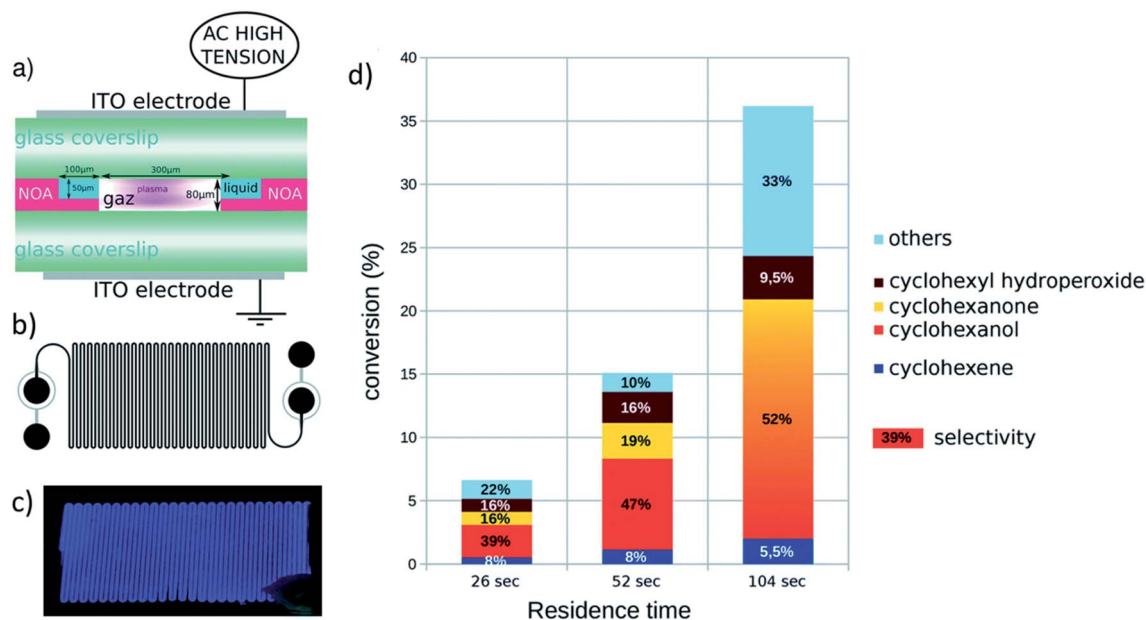 a)
AC HIGH
TENSION
ITO electrode
glass coverslip
100µm
300µm
NOA
50µm
gaz
plasma
80µm
liquid
NOA
glass coverslip
ITO electrode
b)
c)
d)
conversion (%)
40
35
30
25
20
15
10
5
0
22%
16%
16%
39%
8%
10%
16%
19%
47%
8%
33%
9,5%
52%
5,5%
26 sec
52 sec
104 sec
Residence time
others
cyclohexyl hydroperoxide
cyclohexanone
cyclohexanol
cyclohexene
39% selectivity